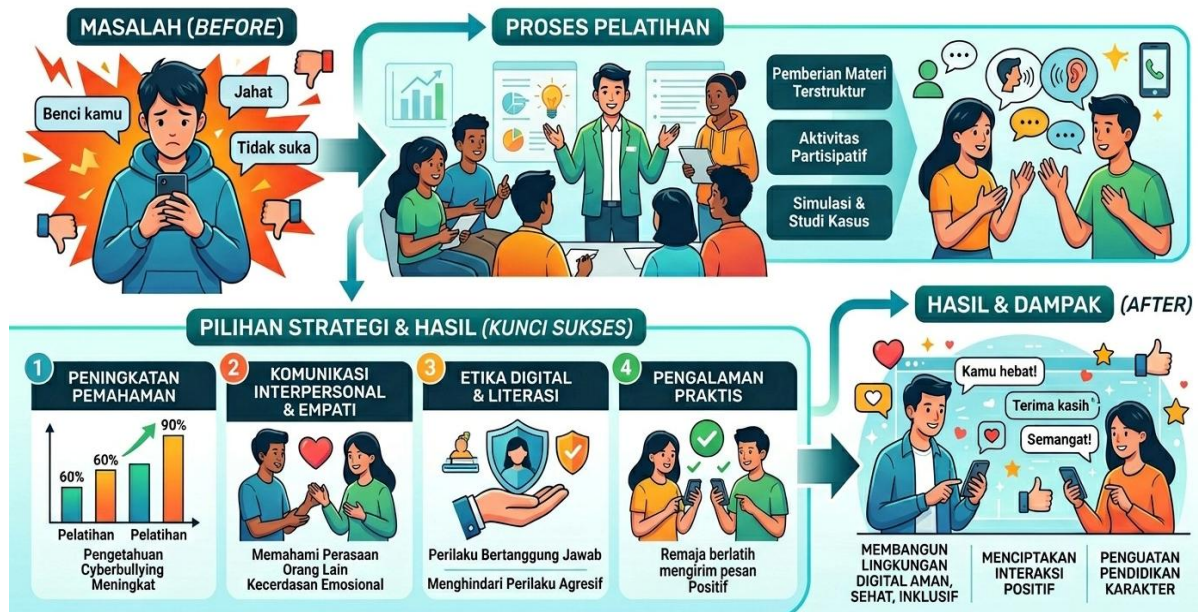 MASALAH (BEFORE)
Benci kamu
Jahat
Tidak suka
PROSES PELATIHAN
Pemberian Materi
Terstruktur
Aktivitas
Partisipatif
Simulasi &
Studi Kasus
PILIHAN STRATEGI & HASIL (KUNCI SUKSES)
1
PENINGKATAN
PEMAHAMAN
60%
60%
90%
Pelatihan
Pelatihan
Pengetahuan
Cyberbullying
Meningkat
2
KOMUNIKASI
INTERPERSONAL
& EMPATI
Memahami Perasaan
Orang Lain
Kecerdasan Emosional
3
ETIKA DIGITAL
& LITERASI
Perilaku Bertanggung Jawab
Menghindari Perilaku Agresif
4
PENGALAMAN
PRAKTIS
Remaja berlatih
mengirim pesan
Positif
HASIL & DAMPAK (AFTER)
Kamu hebat!
Terima kasih
Semangat!
MEMBANGUN
LINGKUNGAN
DIGITAL AMAN,
SEHAT, INKLUSIF
MENCIPTAKAN
INTERAKSI
POSITIF
PENGUATAN
PENDIDIKAN
KARAKTER